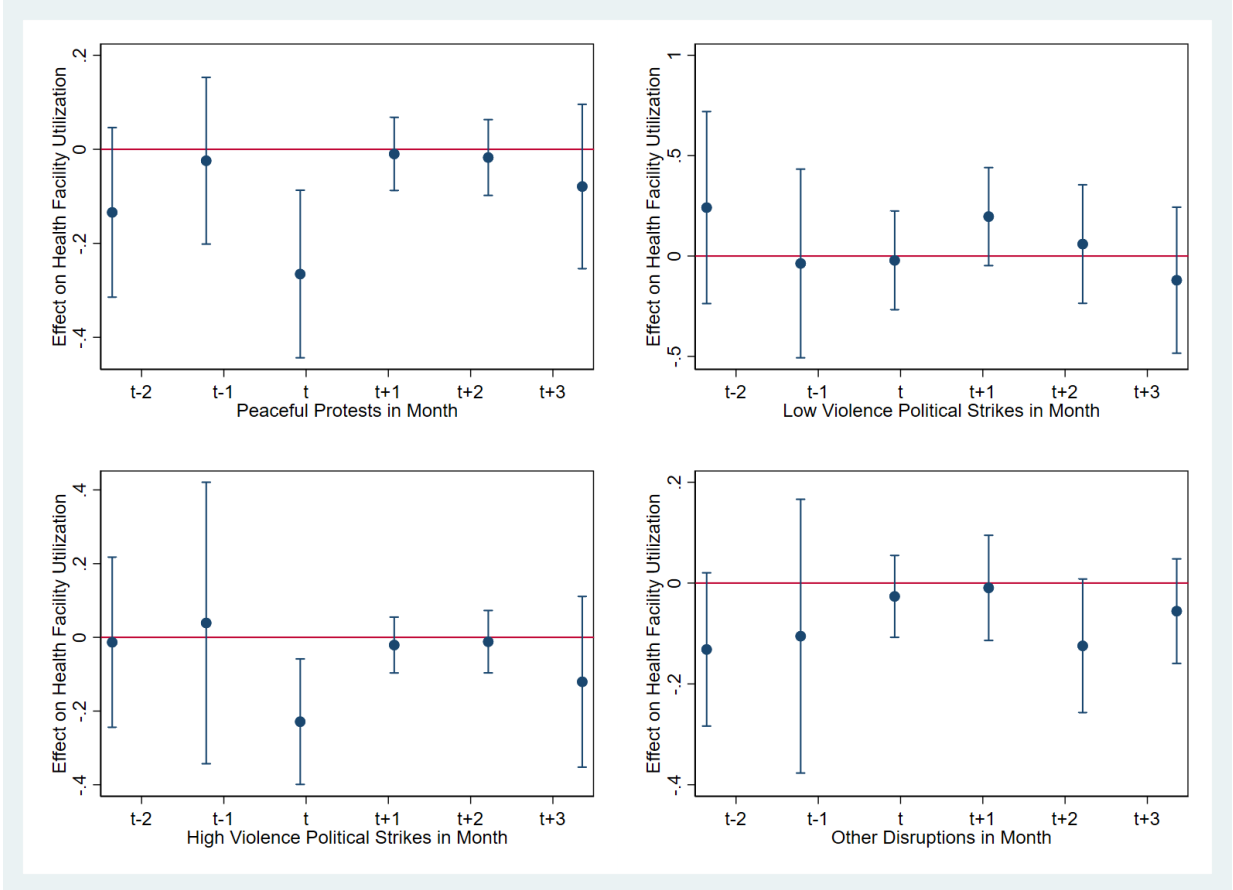 Effect on Health Facility Utilization
.2
0
-.2
-.4
t-2 t-1 t t+1 t+2 t+3
Peaceful Protests in Month
Effect on Health Facility Utilization
1
.5
0
-.5
t-2 t-1 t t+1 t+2 t+3
Low Violence Political Strikes in Month
Effect on Health Facility Utilization
.4
.2
0
-.2
-.4
t-2 t-1 t t+1 t+2 t+3
High Violence Political Strikes in Month
Effect on Health Facility Utilization
.2
0
-.2
-.4
t-2 t-1 t t+1 t+2 t+3
Other Disruptions in Month